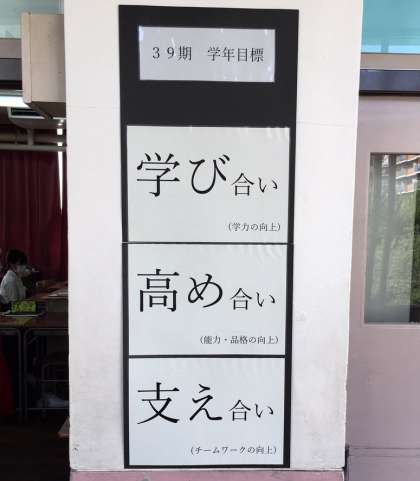 ３９期　学年目標
学び合い
（学力の向上）
高め合い
（能力・品格の向上）
支え合い
（チームワークの向上）